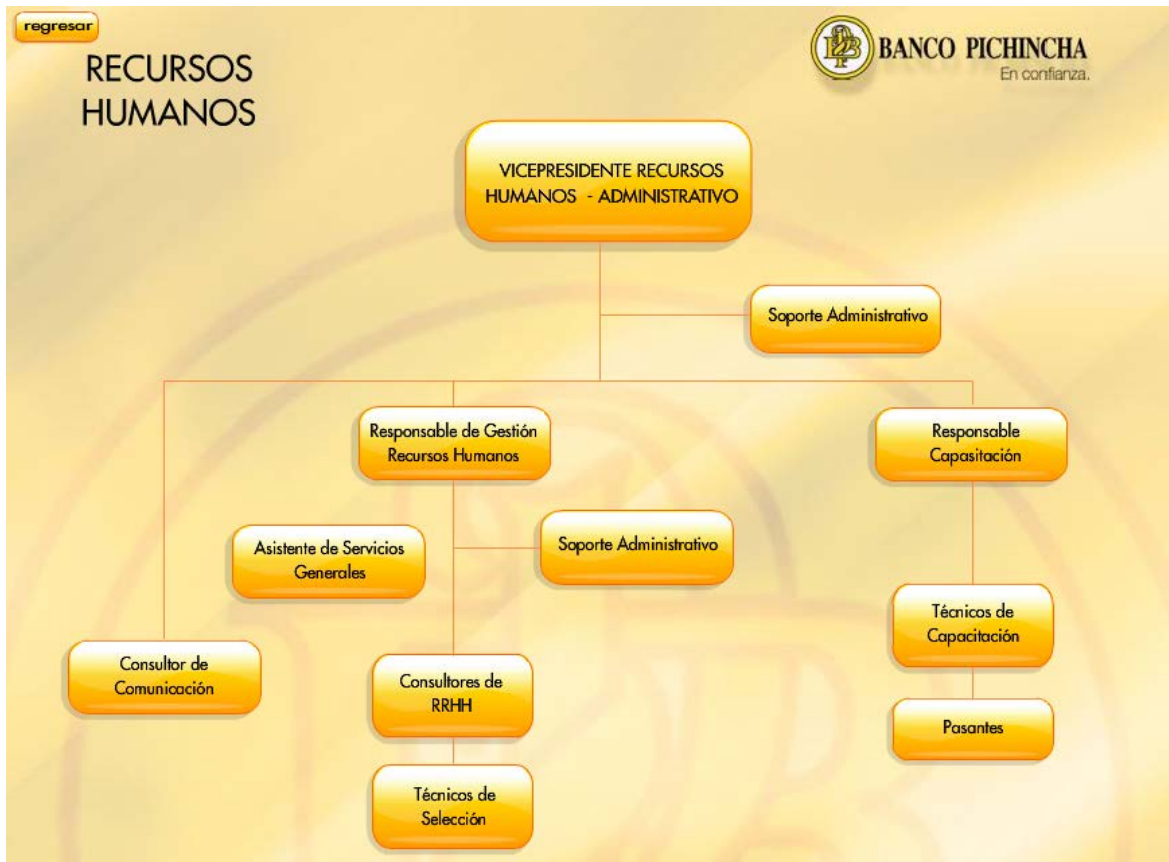 regresar
RECURSOS
HUMANOS
BANCO PICHINCHA
En confianza.
VICEPRESIDENTE RECURSOS
HUMANOS - ADMINISTRATIVO
Soporte Administrativo
Responsable de Gestión
Recursos Humanos
Responsable
Capasitación
Asistente de Servicios
Generales
Soporte Administrativo
Técnicos de
Capacitación
Consultor de
Comunicación
Consultores de
RRHH
Pasantes
Técnicos de
Selección